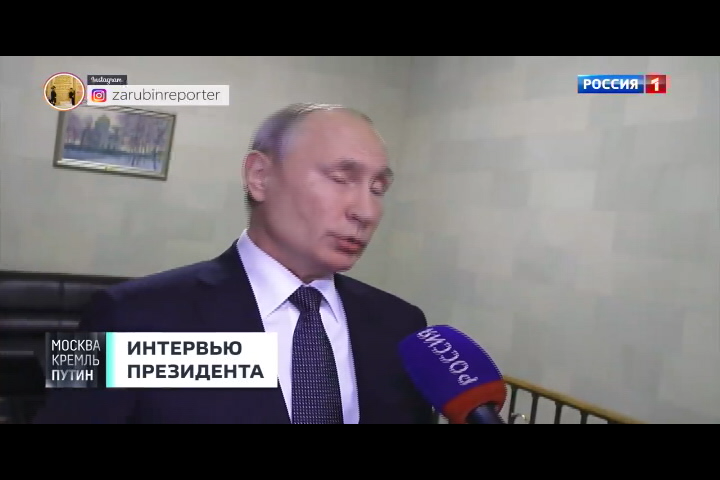 Instagram
zarubinreporter
РОССИЯ 1
МОСКВА
КРЕМЛЬ
ПУТИН
ИНТЕРВЬЮ
ПРЕЗИДЕНТА
РОССИЯ